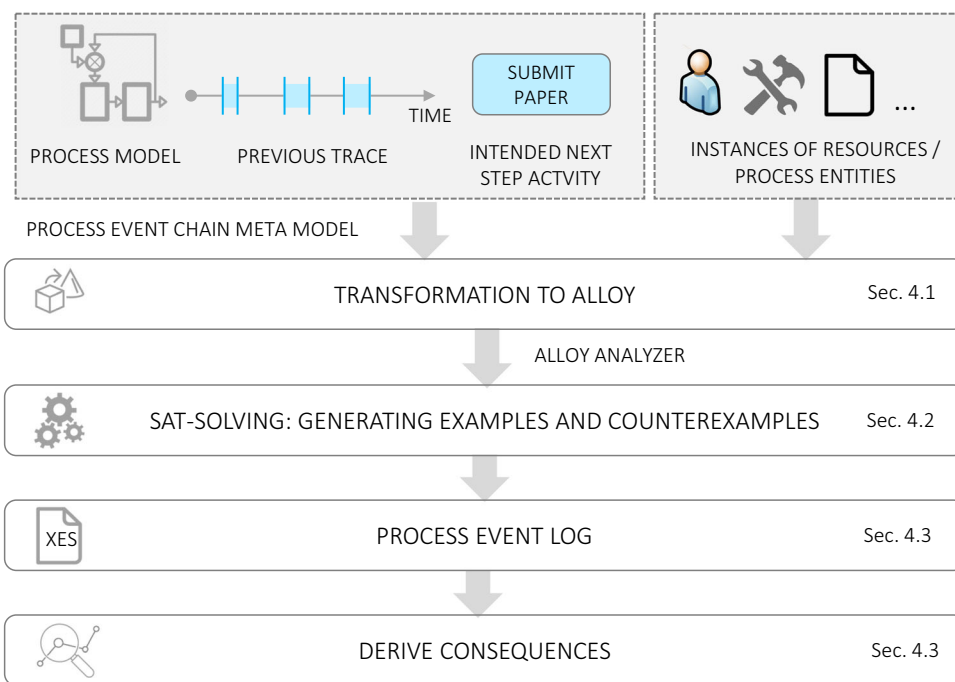 SUBMIT
PAPER
TIME
...
PROCESS MODEL
PREVIOUS TRACE
INTENDED NEXT
STEP ACTVITY
INSTANCES OF RESOURCES /
PROCESS ENTITIES
PROCESS EVENT CHAIN META MODEL
TRANSFORMATION TO ALLOY
Sec. 4.1
ALLOY ANALYZER
SAT-SOLVING: GENERATING EXAMPLES AND COUNTEREXAMPLES
Sec. 4.2
XES
PROCESS EVENT LOG
Sec. 4.3
DERIVE CONSEQUENCES
Sec. 4.3